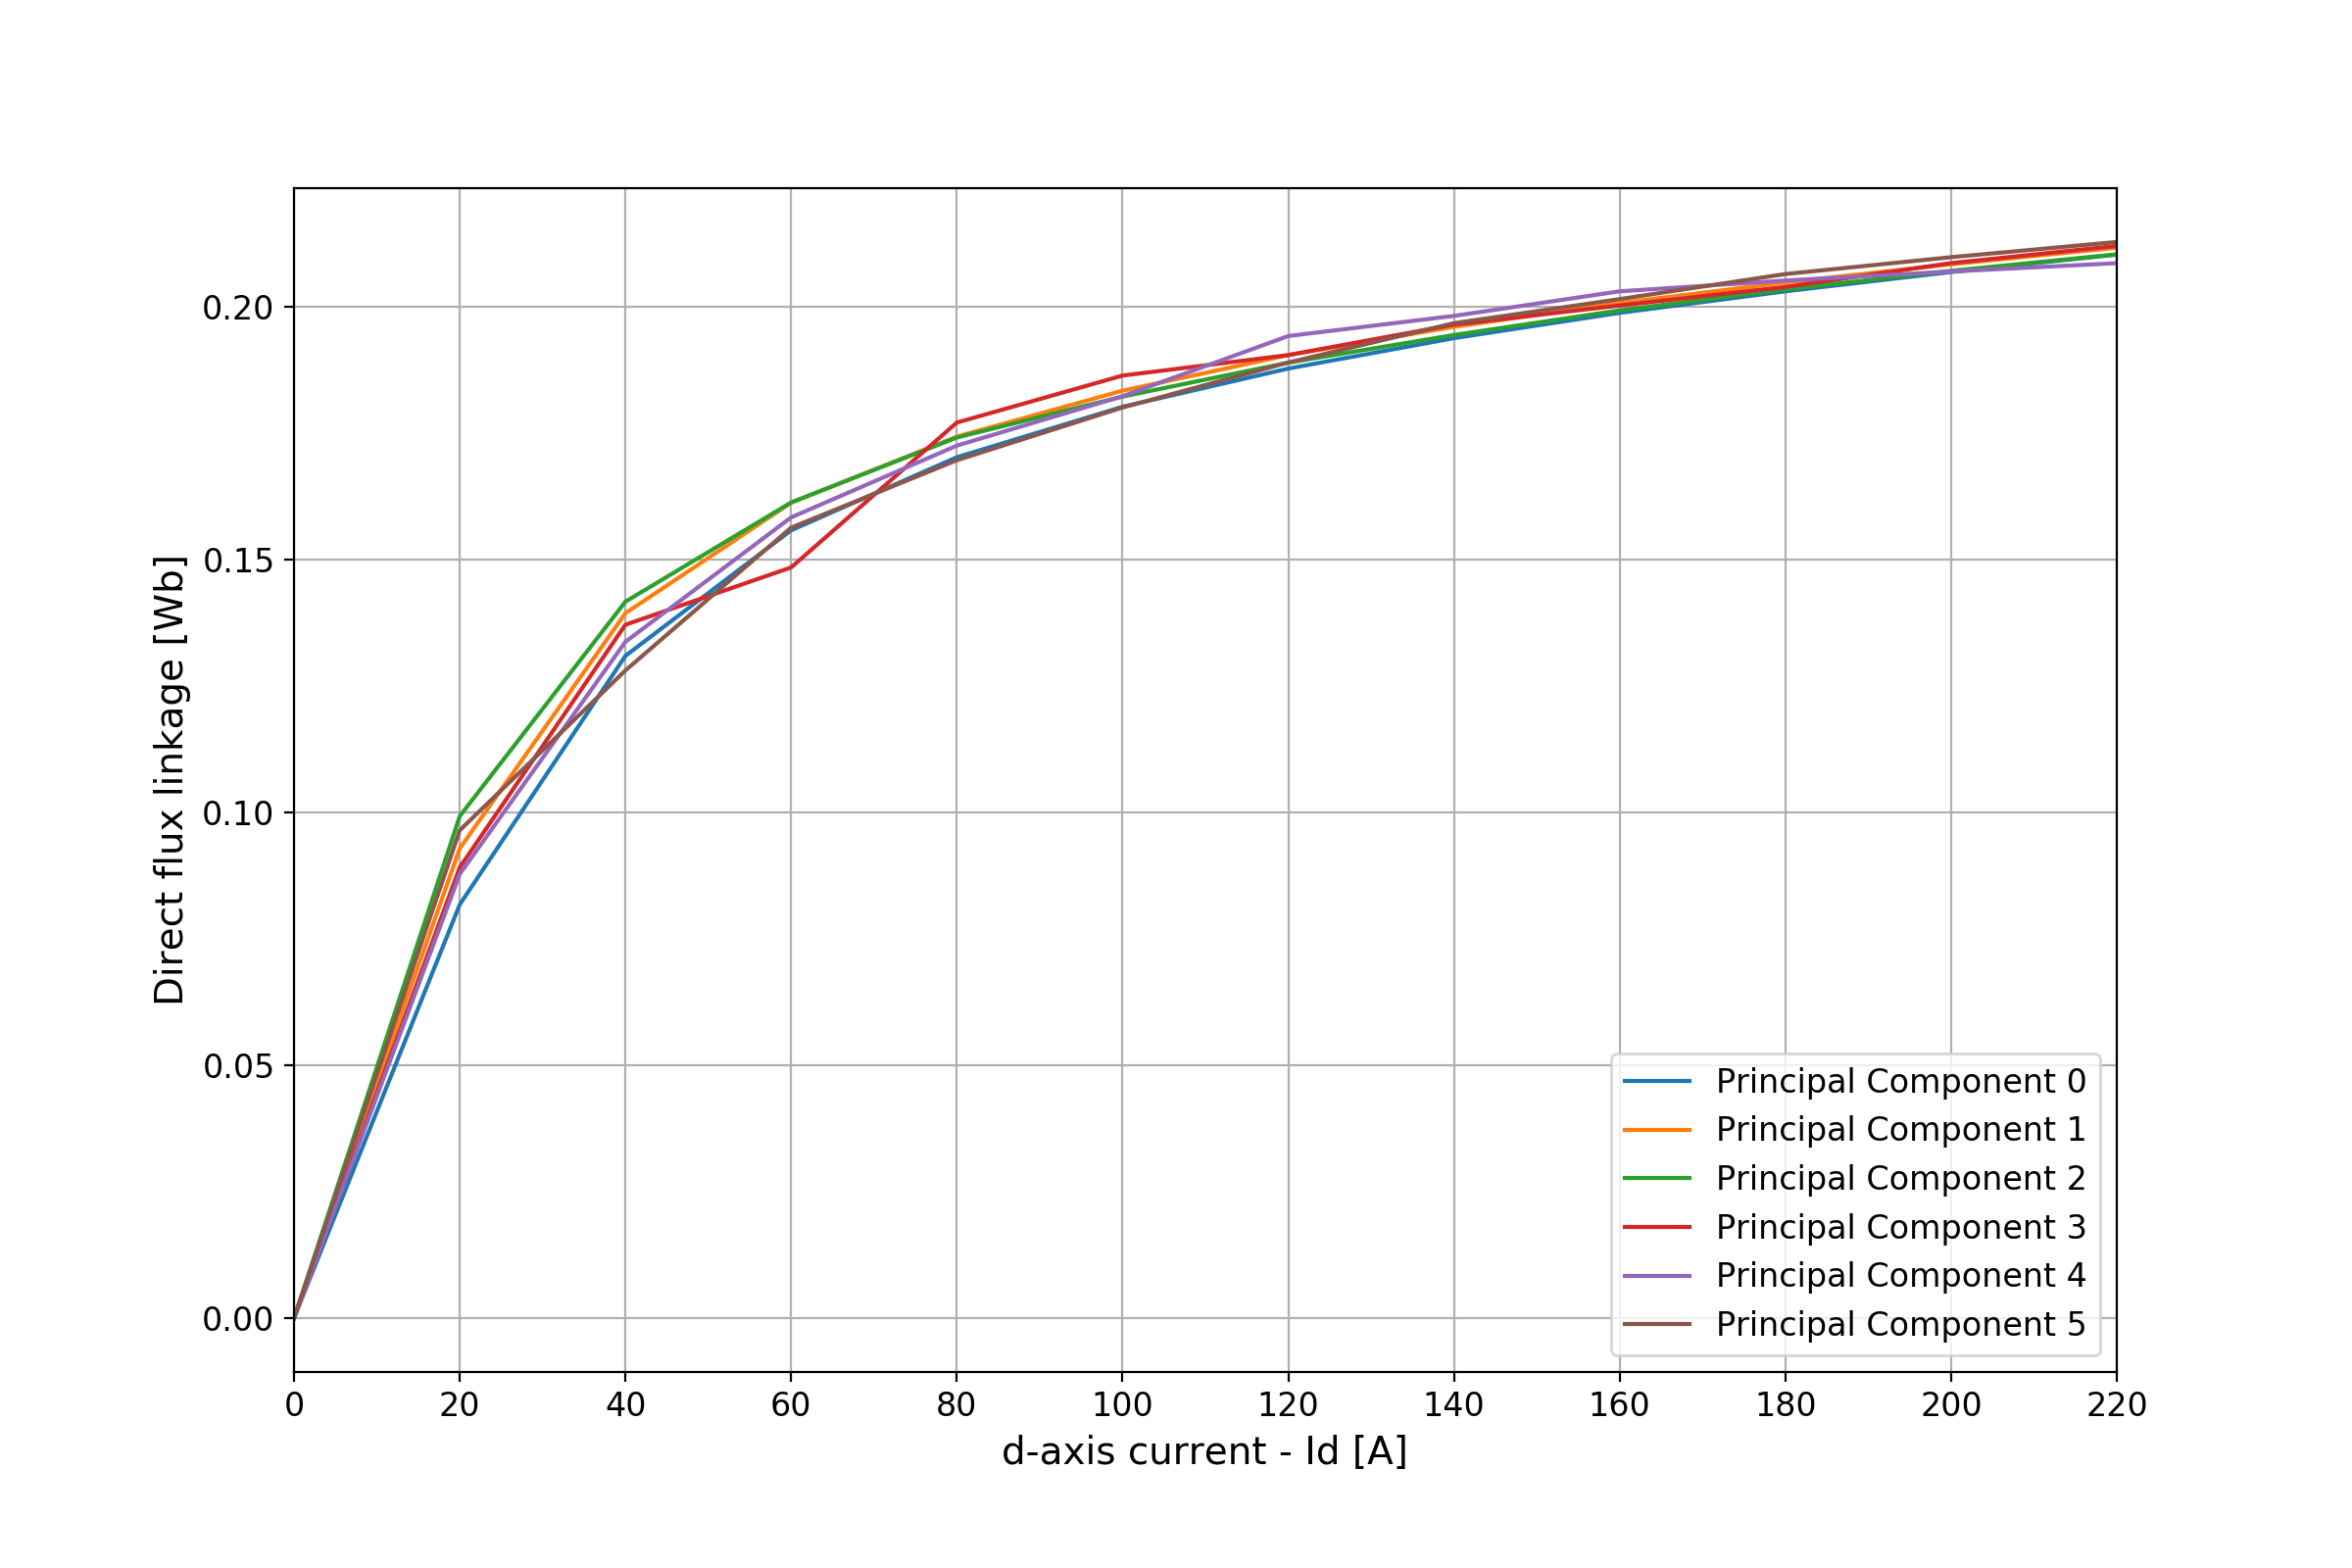 0.20
0.15
0.10
0.05
0.00
Direct flux linkage [Wb]
0 20 40 60 80 100 120 140 160 180 200 220
d-axis current - Id [A]
Principal Component 0
Principal Component 1
Principal Component 2
Principal Component 3
Principal Component 4
Principal Component 5